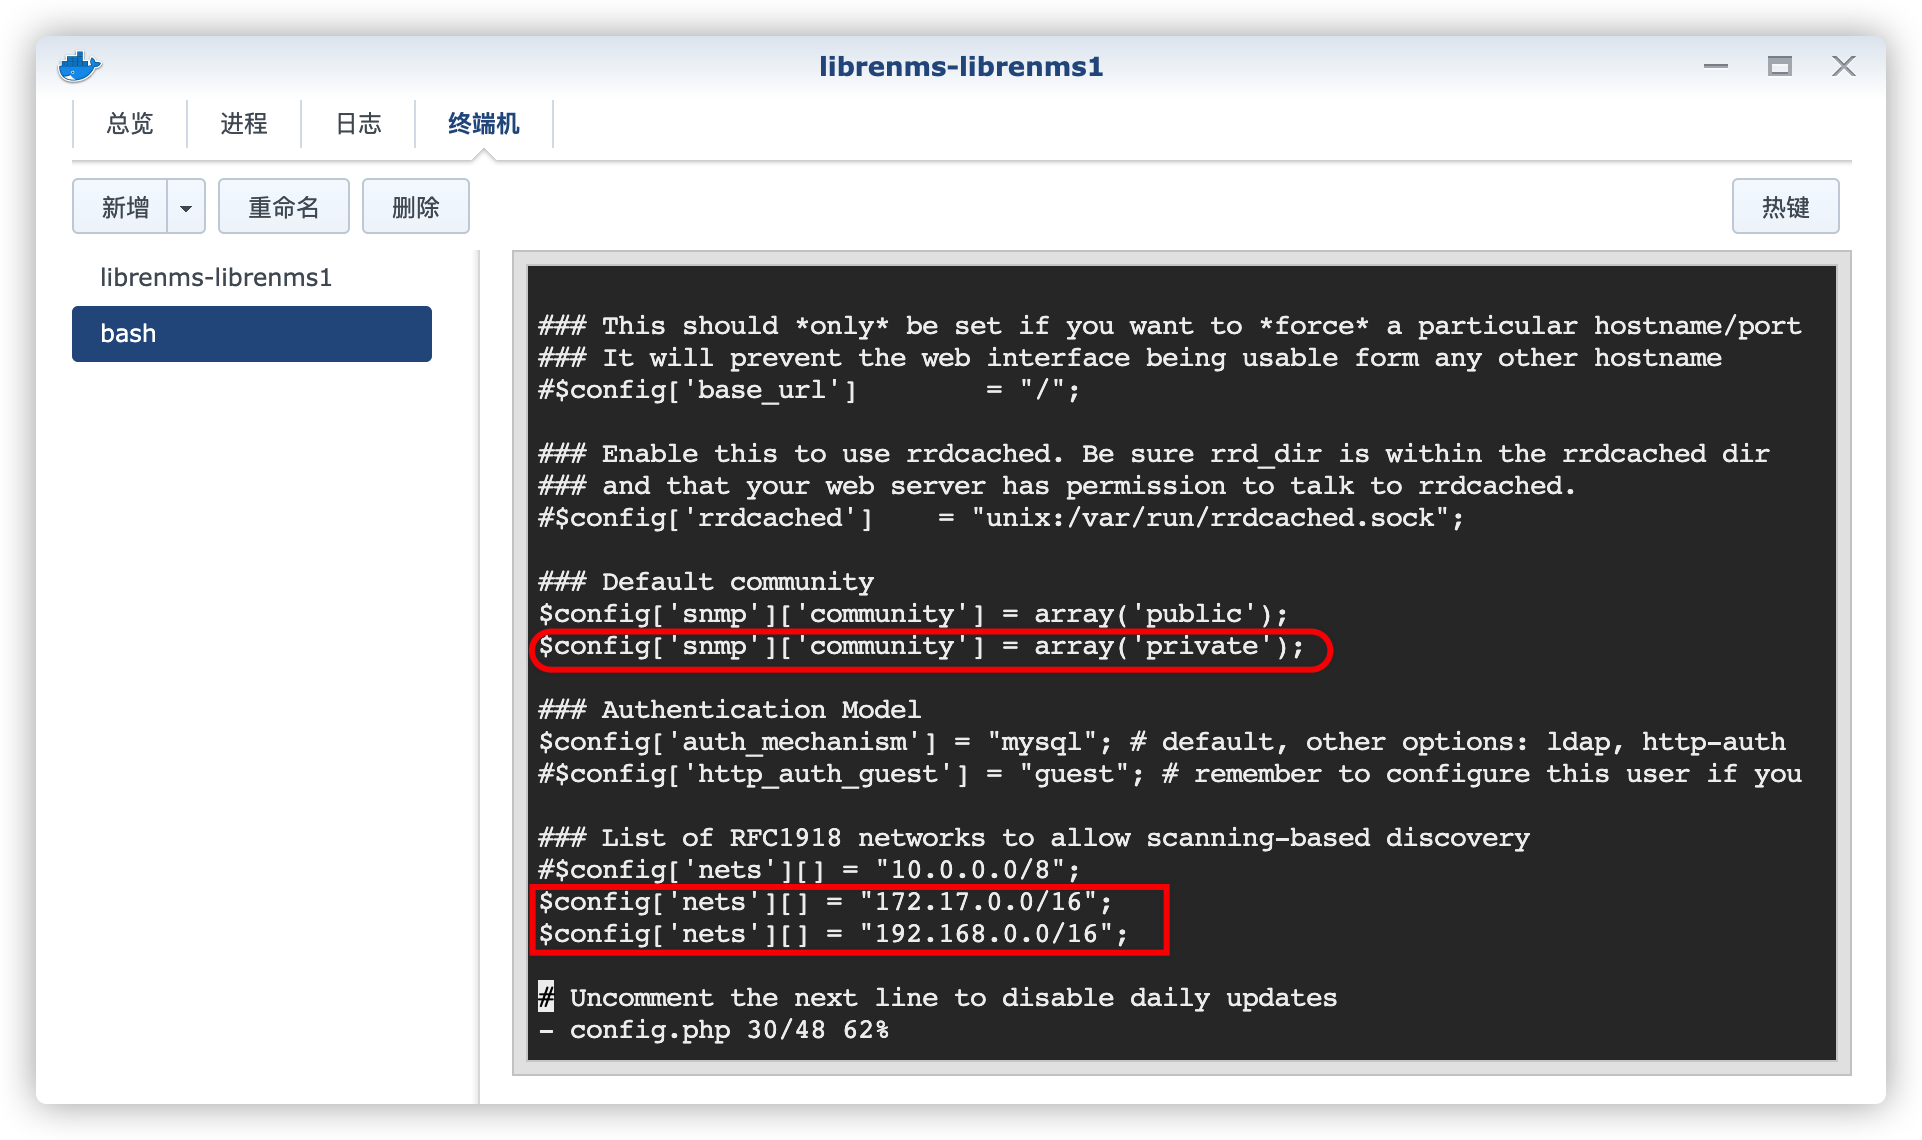 librenms-librenms1
总览 进程 日志 终端机
新增 重命名 删除 热键
librenms-librenms1
bash
### This should *only* be set if you want to *force* a particular hostname/port
### It will prevent the web interface being usable form any other hostname
#$config['base_url']        = "/";
### Enable this to use rrdcached. Be sure rrd_dir is within the rrdcached dir
### and that your web server has permission to talk to rrdcached.
#$config['rrdcached']    = "unix:/var/run/rrdcached.sock";
### Default community
$config['snmp']['community'] = array('public');
$config['snmp']['community'] = array('private');
### Authentication Model
$config['auth_mechanism'] = "mysql"; # default, other options: ldap, http-auth
#$config['http_auth_guest'] = "guest"; # remember to configure this user if you
### List of RFC1918 networks to allow scanning-based discovery
#$config['nets'][] = "10.0.0.0/8";
$config['nets'][] = "172.17.0.0/16";
$config['nets'][] = "192.168.0.0/16";
# Uncomment the next line to disable daily updates
- config.php 30/48 62%